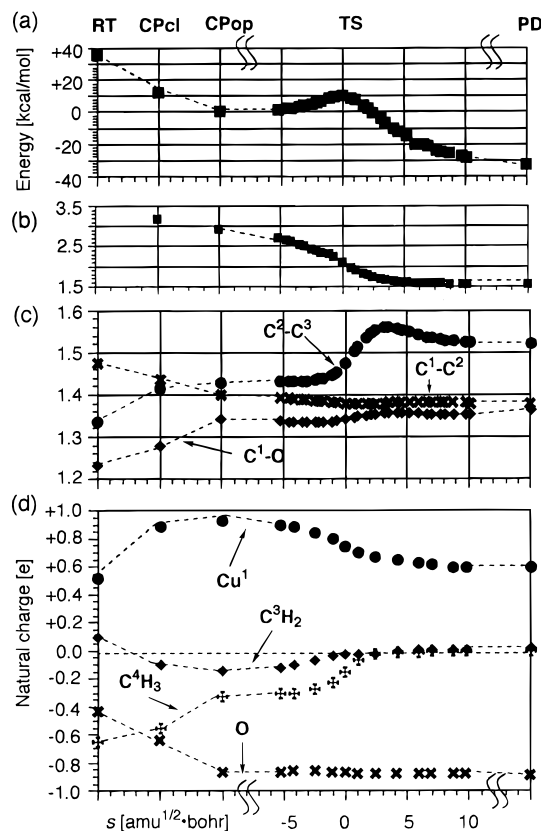 (a) RT CPcl CPop TS PD
Energy [kcal/mol]
+40
+20
0
-20
-40
(b)
3.5
2.5
1.5
(c)
1.6
1.5
1.4
1.3
1.2
C²-C³
C¹-C²
C¹-O
(d)
Natural charge [e]
+1.0
+0.8
+0.6
+0.4
+0.2
0.0
-0.2
-0.4
-0.6
-0.8
-1.0
Cu¹
C³H₂
C⁴H₃
O
s [amu¹/²•bohr] -5 0 5 10